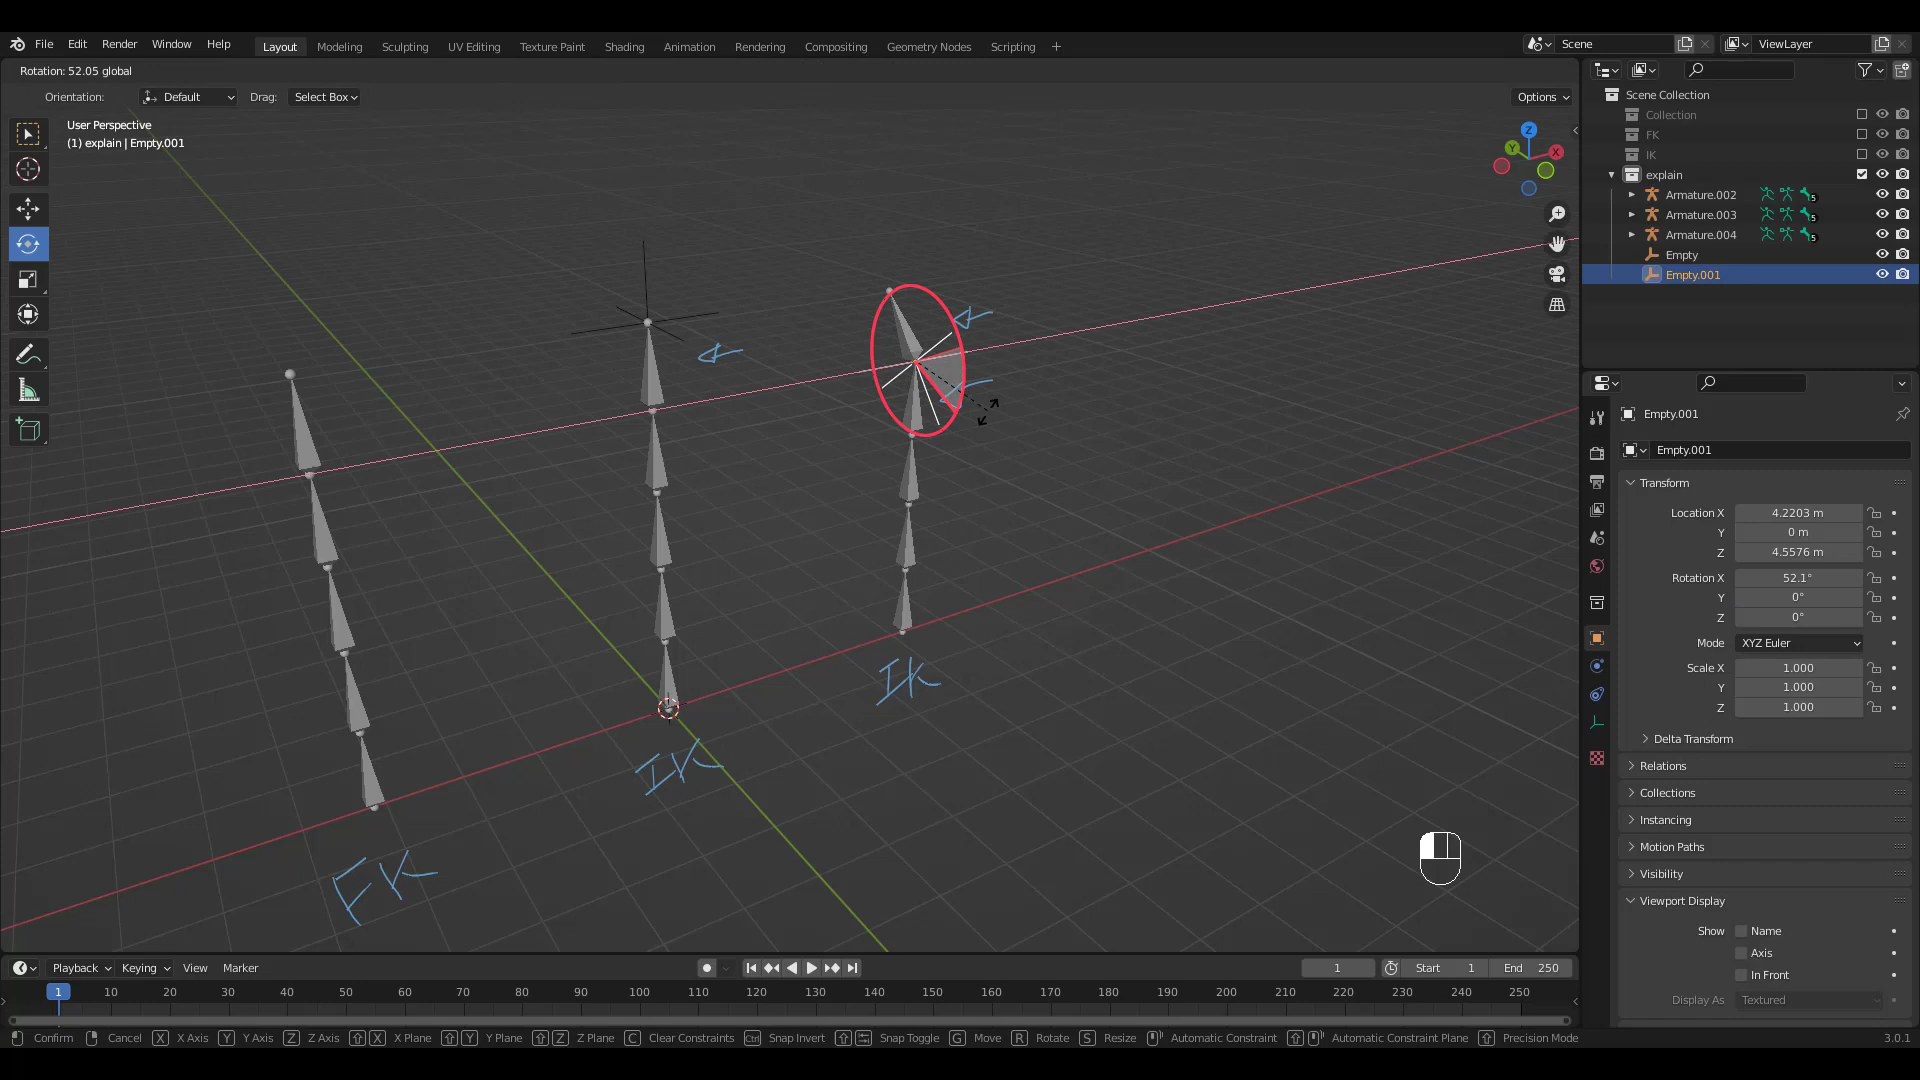 File Edit Render Window Help
Layout Modeling Sculpting UV Editing Texture Paint Shading Animation Rendering Compositing Geometry Nodes Scripting +
Scene
ViewLayer
Rotation: 52.05 global
Orientation: Default Drag: Select Box
Options
User Perspective
(1) explain | Empty.001
Z
Y
X
FK
IK
IK
Scene Collection
Collection
FK
IK
explain
Armature.002 5
Armature.003 5
Armature.004 5
Empty
Empty.001
Empty.001
Empty.001
Transform
Location X 4.2203 m
Y 0 m
Z 4.5576 m
Rotation X 52.1°
Y 0°
Z 0°
Mode XYZ Euler
Scale X 1.000
Y 1.000
Z 1.000
Delta Transform
Relations
Collections
Instancing
Motion Paths
Visibility
Viewport Display
Show Name
Axis
In Front
Display As Textured
Playback Keying View Marker
1 Start 1 End 250
1 10 20 30 40 50 60 70 80 90 100 110 120 130 140 150 160 170 180 190 200 210 220 230 240 250
Confirm Cancel X X Axis Y Y Axis Z Z Axis X X Plane Y Y Plane Z Z Plane C Clear Constraints Ctrl Snap Invert Snap Toggle G Move R Rotate S Resize Automatic Constraint Automatic Constraint Plane Precision Mode 3.0.1